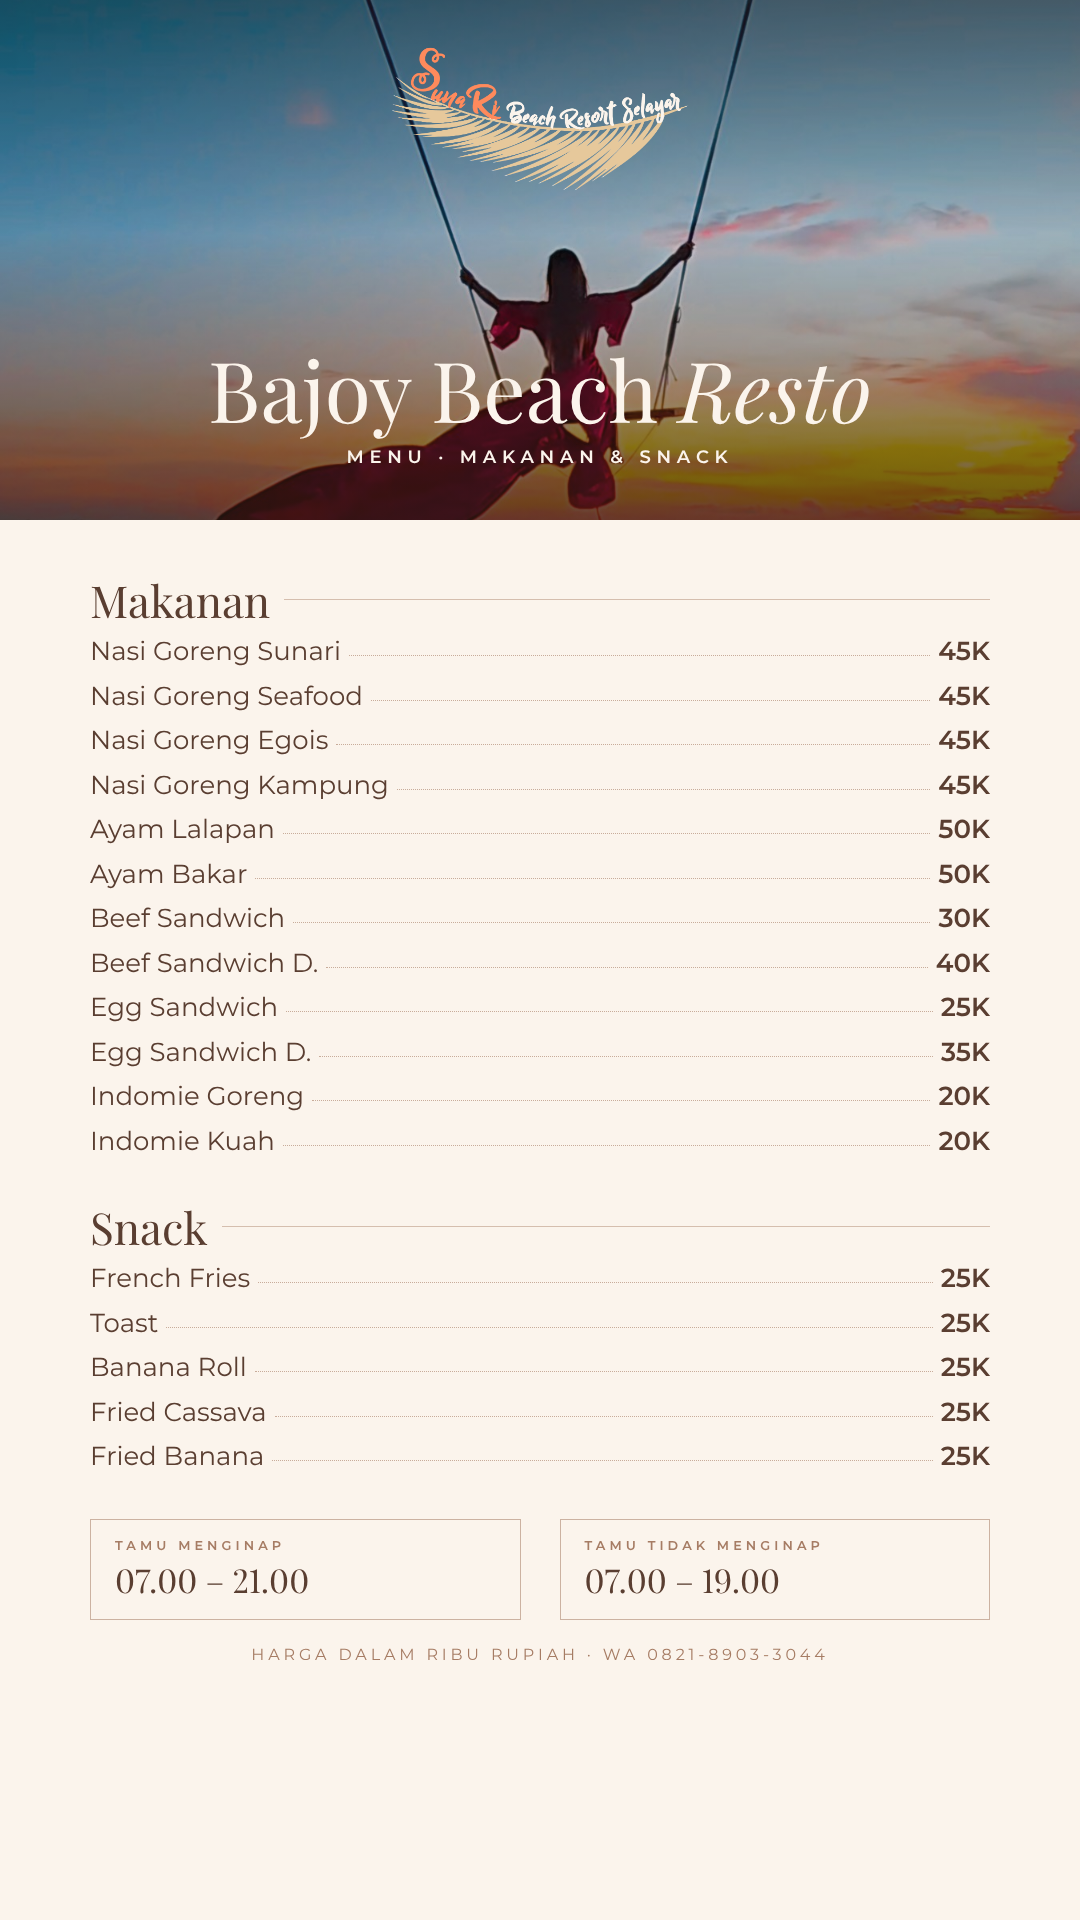 SunaRi Beach Resort Selayar
Bajoy Beach Resto
MENU · MAKANAN & SNACK
Makanan
Nasi Goreng Sunari 45K
Nasi Goreng Seafood 45K
Nasi Goreng Egois 45K
Nasi Goreng Kampung 45K
Ayam Lalapan 50K
Ayam Bakar 50K
Beef Sandwich 30K
Beef Sandwich D. 40K
Egg Sandwich 25K
Egg Sandwich D. 35K
Indomie Goreng 20K
Indomie Kuah 20K
Snack
French Fries 25K
Toast 25K
Banana Roll 25K
Fried Cassava 25K
Fried Banana 25K
TAMU MENGINAP
07.00 – 21.00
TAMU TIDAK MENGINAP
07.00 – 19.00
HARGA DALAM RIBU RUPIAH · WA 0821-8903-3044